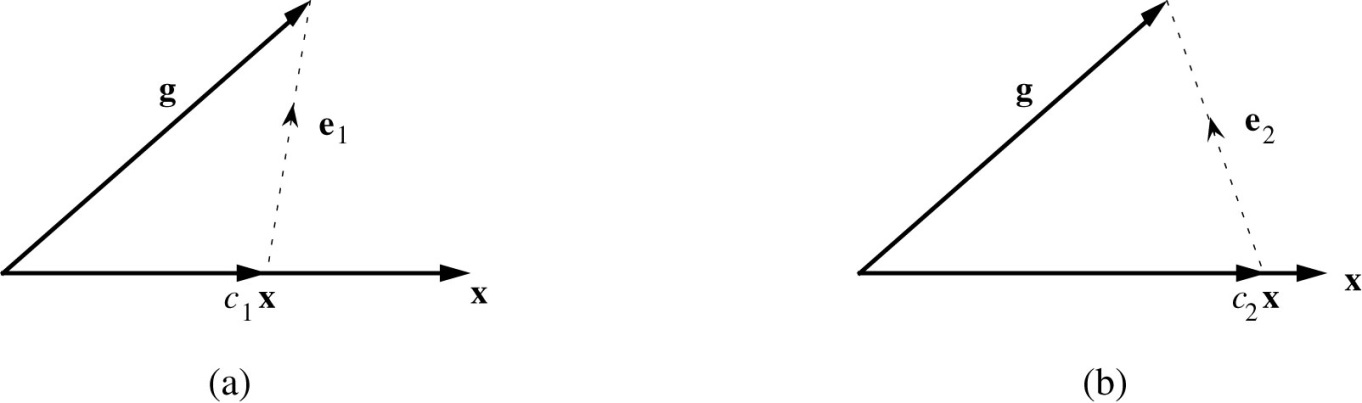 g g
e₁ e₂
c₁x x c₂x x
(a) (b)